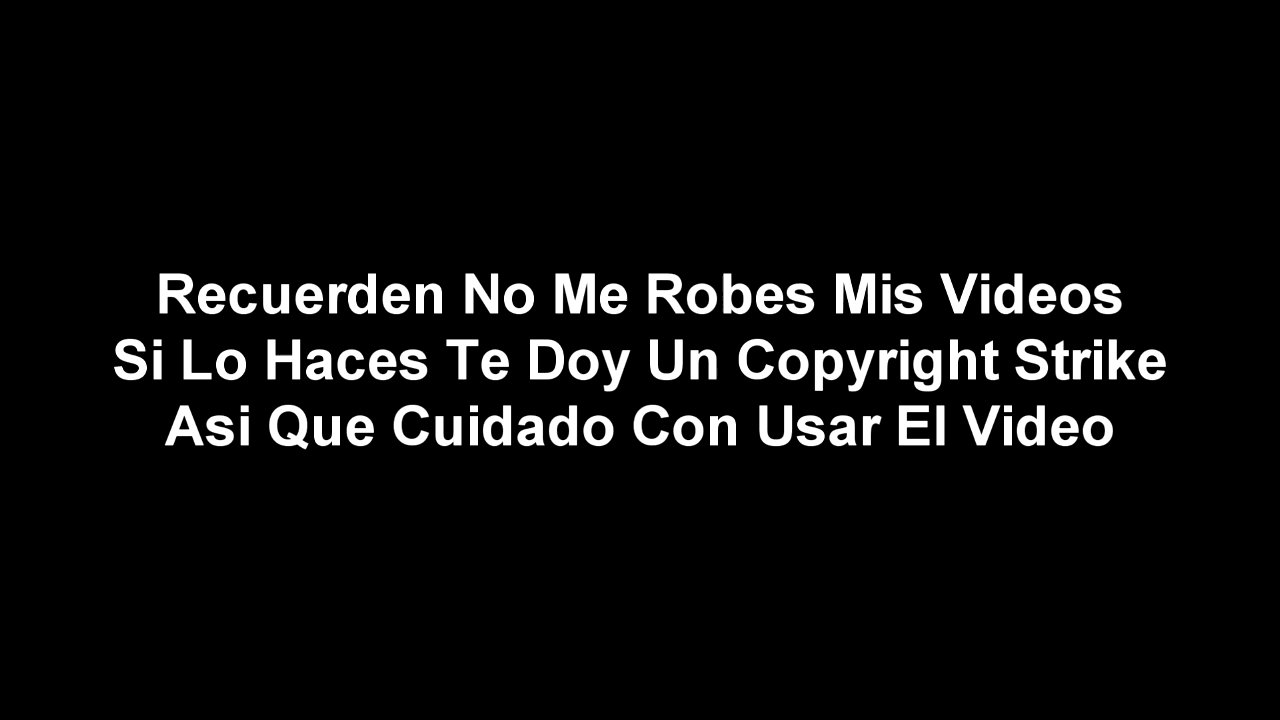 Recuerden No Me Robes Mis Videos
Si Lo Haces Te Doy Un Copyright Strike
Asi Que Cuidado Con Usar El Video